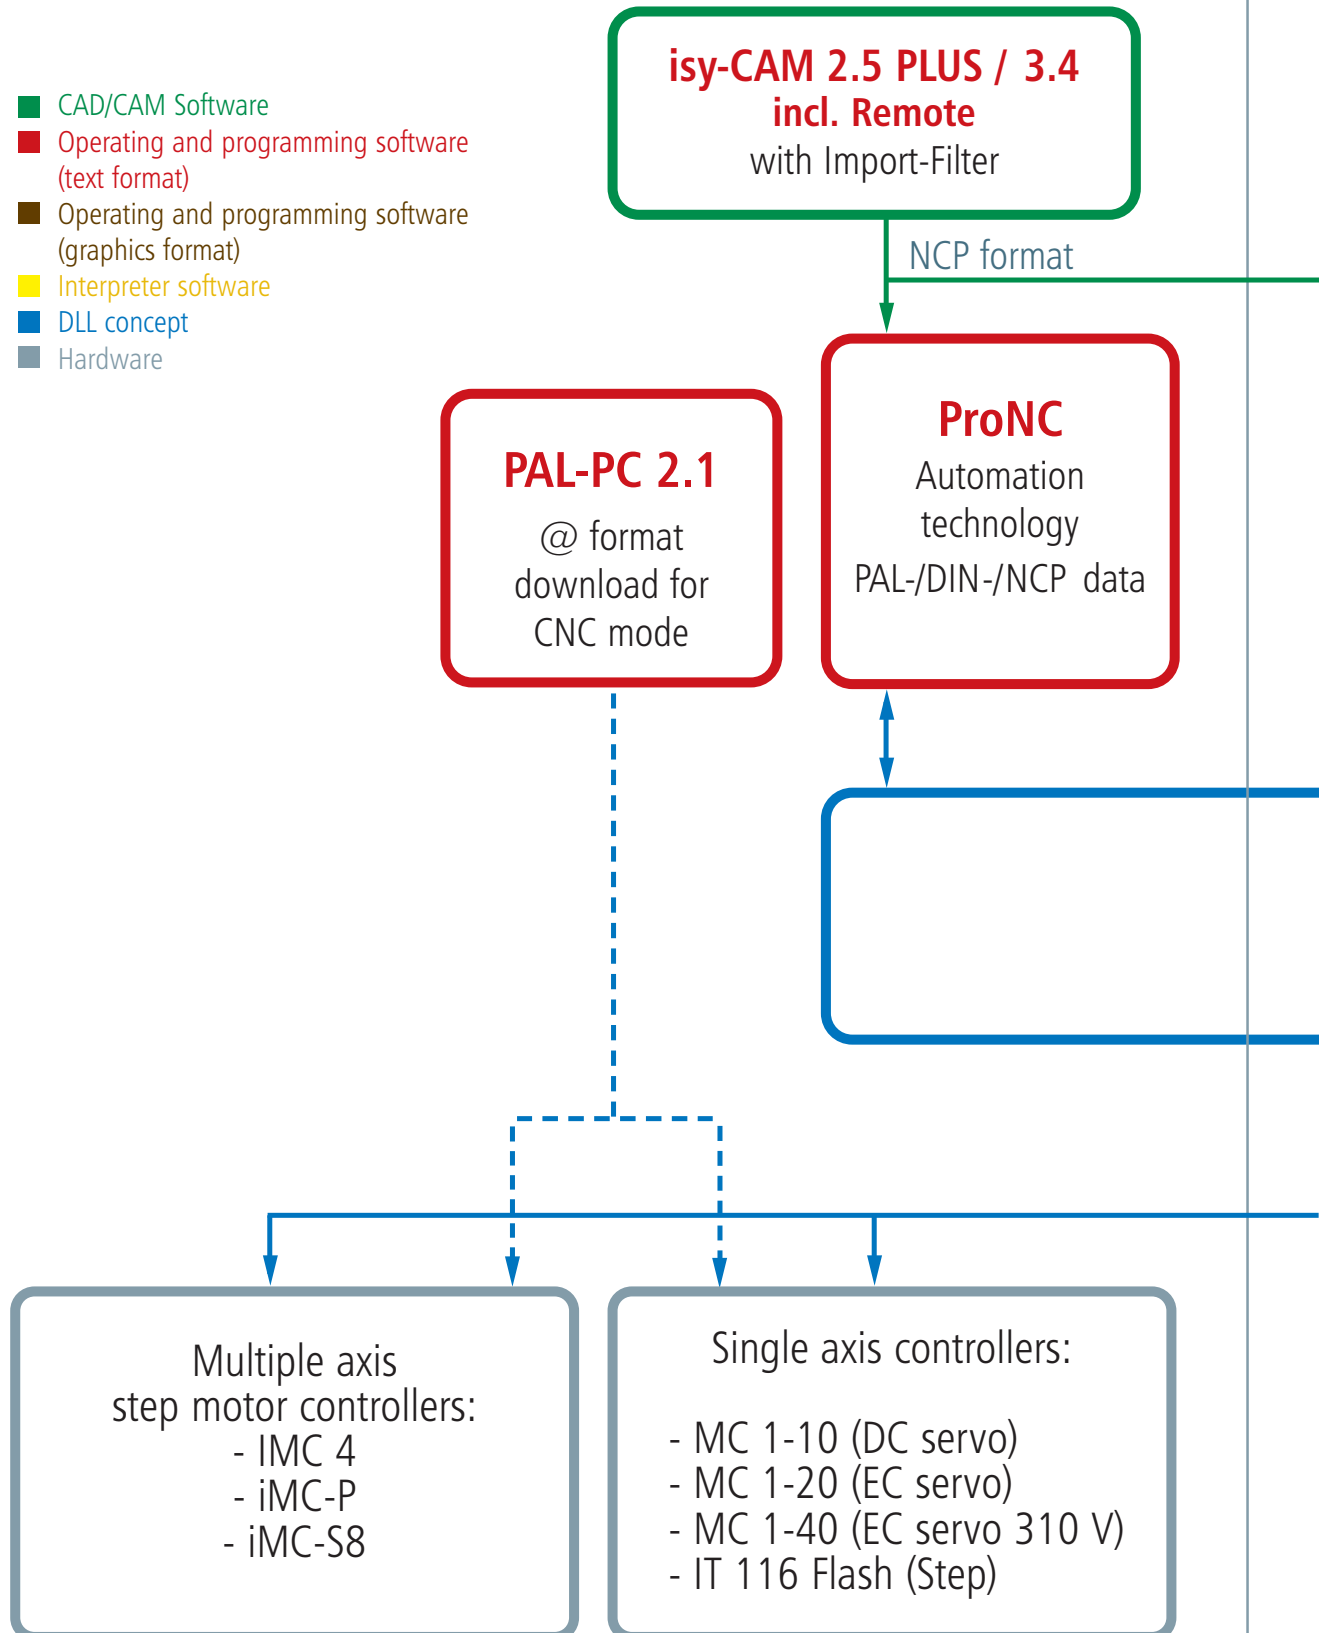 isy-CAM 2.5 PLUS / 3.4
incl. Remote
with Import-Filter
CAD/CAM Software
Operating and programming software
(text format)
Operating and programming software
(graphics format)
Interpreter software
DLL concept
Hardware
NCP format
ProNC
Automation
technology
PAL-/DIN-/NCP data
PAL-PC 2.1
@ format
download for
CNC mode
Multiple axis
step motor controllers:
- IMC 4
- iMC-P
- iMC-S8
Single axis controllers:
- MC 1-10 (DC servo)
- MC 1-20 (EC servo)
- MC 1-40 (EC servo 310 V)
- IT 116 Flash (Step)